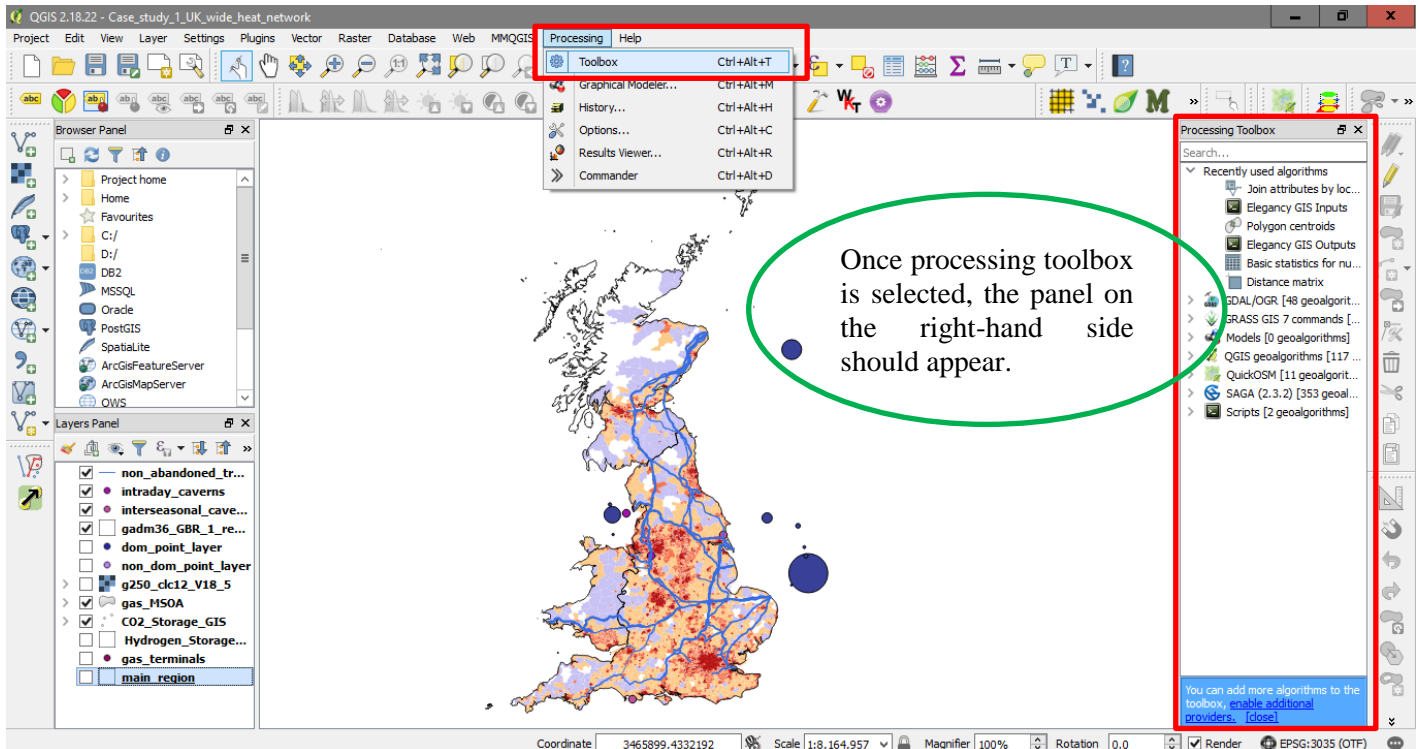 QGIS 2.18.22 - Case_study_1_UK_wide_heat_network
Project Edit View Layer Settings Plugins Vector Raster Database Web MMQGIS Processing Help
Toolbox Ctrl+Alt+T
Graphical Modeler... Ctrl+Alt+M
History... Ctrl+Alt+H
Options... Ctrl+Alt+C
Results Viewer... Ctrl+Alt+R
Commander Ctrl+Alt+D
Browser Panel
Project home
Home
Favourites
C:/
D:/
DB2
MSSQL
Oracle
PostGIS
SpatiaLite
ArcGisFeatureServer
ArcGisMapServer
OWS
Layers Panel
non_abandoned_tr...
intraday_caverns
interseasonal_cave...
gadm36_GBR_1_re...
dom_point_layer
non_dom_point_layer
g250_clc12_V18_5
gas_MSOA
CO2_Storage_GIS
Hydrogen_Storage...
gas_terminals
main_region
Once processing toolbox
is selected, the panel on
the right-hand side
should appear.
Processing Toolbox
Search...
Recently used algorithms
Join attributes by loc...
Elegancy GIS Inputs
Polygon centroids
Elegancy GIS Outputs
Basic statistics for nu...
Distance matrix
GDAL/OGR [48 geoalgorit...
GRASS GIS 7 commands [...
Models [0 geoalgorithms]
QGIS geoalgorithms [117 ...
QuickOSM [11 geoalgorit...
SAGA (2.3.2) [353 geoal...
Scripts [2 geoalgorithms]
You can add more algorithms to the
toolbox, enable additional
providers. [close]
Coordinate 3465899.4332192 Scale 1:8,164,957 Magnifier 100% Rotation 0.0 Render EPSG:3035 (OTF)